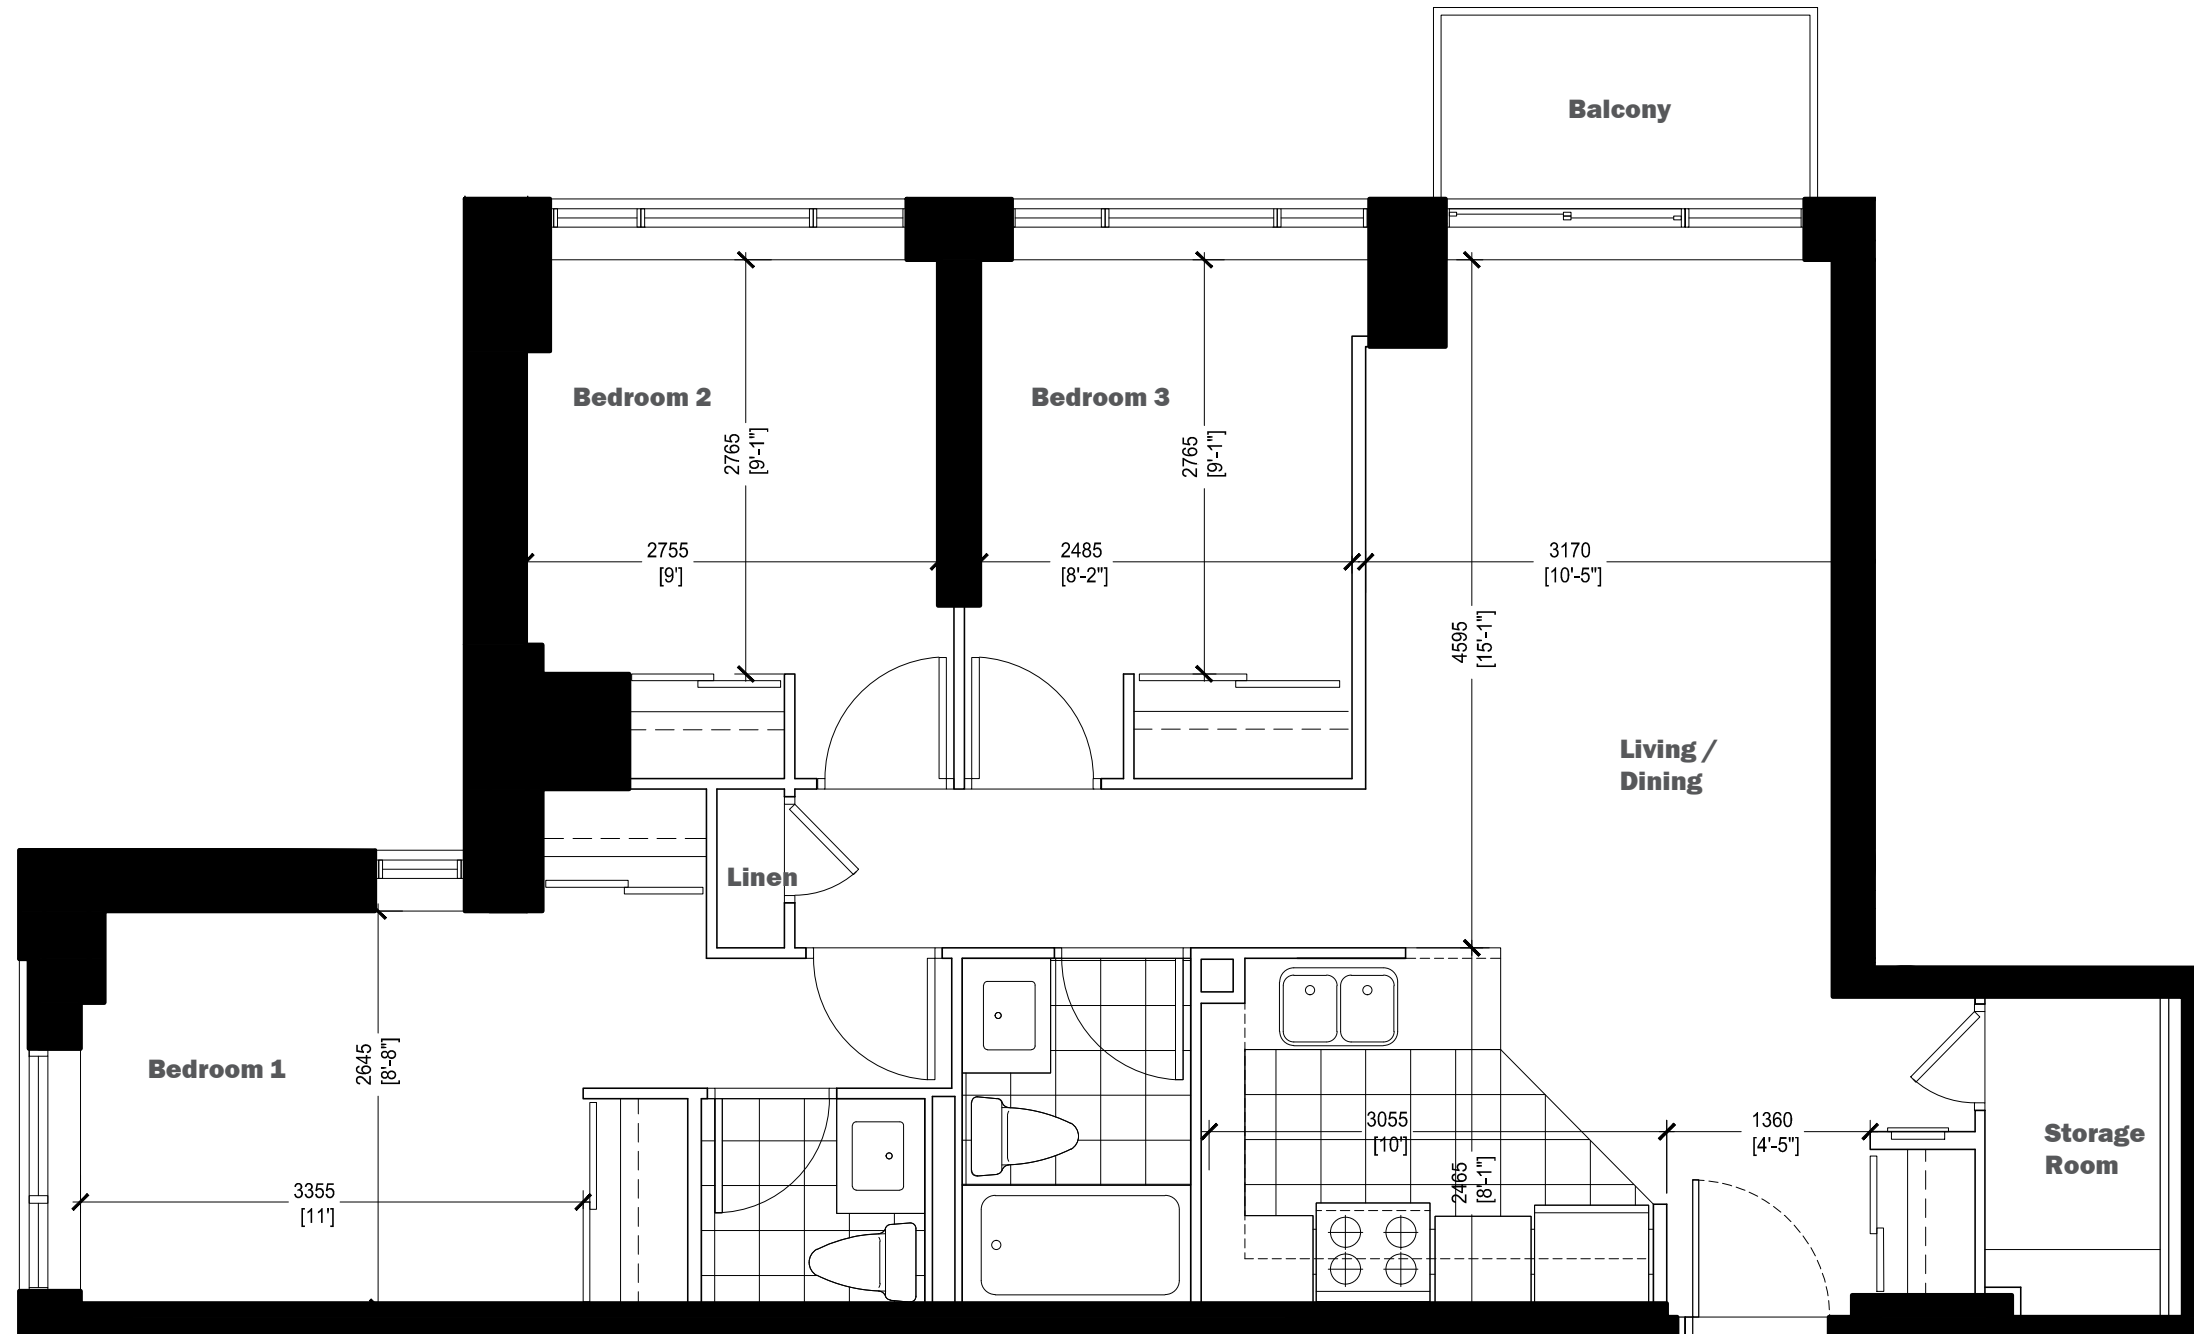 Balcony
Bedroom 2
Bedroom 3
2765
[9'-1"]
2765
[9'-1"]
2755
[9']
2485
[8'-2"]
3170
[10'-5"]
4595
[15'-1"]
Living /
Dining
Linen
Bedroom 1
2645
[8'-8"]
3055
[10']
1360
[4'-5"]
Storage
Room
2465
[8'-1"]
3355
[11']